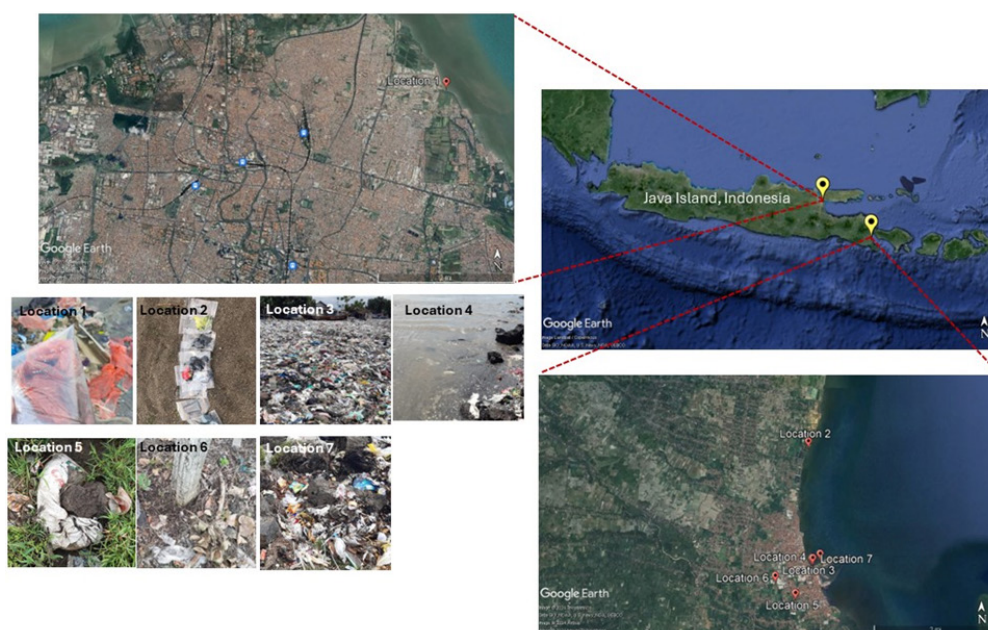 Location 1
Google Earth
N
Java Island, Indonesia
Google Earth
N
Location 1
Location 2
Location 3
Location 4
Location 5
Location 6
Location 7
Location 2
Location 4
Location 7
Location 3
Location 6
Location 5
Google Earth
N